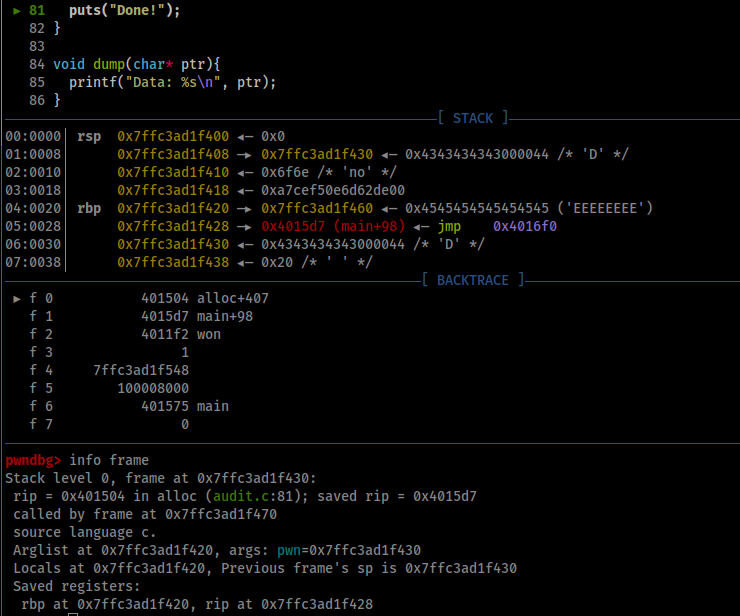 ► 81   puts("Done!");
82 }
83
84 void dump(char* ptr){
85   printf("Data: %s\n", ptr);
86 }
[ STACK ]
00:0000│ rsp  0x7ffc3ad1f400 ◂— 0x0
01:0008│      0x7ffc3ad1f408 —▸ 0x7ffc3ad1f430 ◂— 0x4343434343000044 /* 'D' */
02:0010│      0x7ffc3ad1f410 ◂— 0x6f6e /* 'no' */
03:0018│      0x7ffc3ad1f418 ◂— 0xa7cef50e6d62de00
04:0020│ rbp  0x7ffc3ad1f420 —▸ 0x7ffc3ad1f460 ◂— 0x4545454545454545 ('EEEEEEEE')
05:0028│      0x7ffc3ad1f428 —▸ 0x4015d7 (main+98) ◂— jmp    0x4016f0
06:0030│      0x7ffc3ad1f430 ◂— 0x4343434343000044 /* 'D' */
07:0038│      0x7ffc3ad1f438 ◂— 0x20 /* ' ' */
[ BACKTRACE ]
► f 0           401504 alloc+407
f 1           4015d7 main+98
f 2           4011f2 won
f 3                1
f 4     7ffc3ad1f548
f 5        100008000
f 6           401575 main
f 7                0
pwndbg> info frame
Stack level 0, frame at 0x7ffc3ad1f430:
rip = 0x401504 in alloc (audit.c:81); saved rip = 0x4015d7
called by frame at 0x7ffc3ad1f470
source language c.
Arglist at 0x7ffc3ad1f420, args: pwn=0x7ffc3ad1f430
Locals at 0x7ffc3ad1f420, Previous frame's sp is 0x7ffc3ad1f430
Saved registers:
rbp at 0x7ffc3ad1f420, rip at 0x7ffc3ad1f428